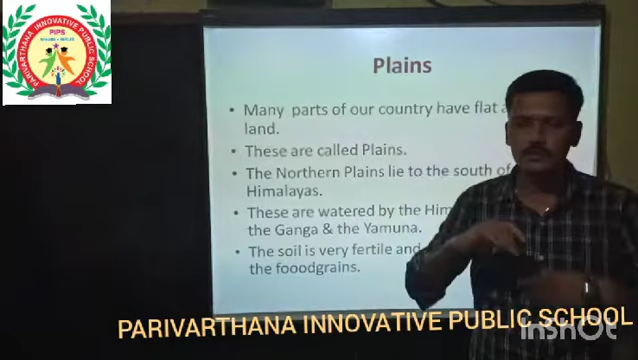 PARIVARTHANA INNOVATIVE PUBLIC SCHOOL
PIPS
Plains
• Many parts of our country have flat
land.
• These are called Plains.
• The Northern Plains lie to the south of
Himalayas.
• These are watered by the
the Ganga & the Yamuna.
• The soil is very fertile and
the fooodgrains.
PARIVARTHANA INNOVATIVE PUBLIC SCHOOL
InShOt